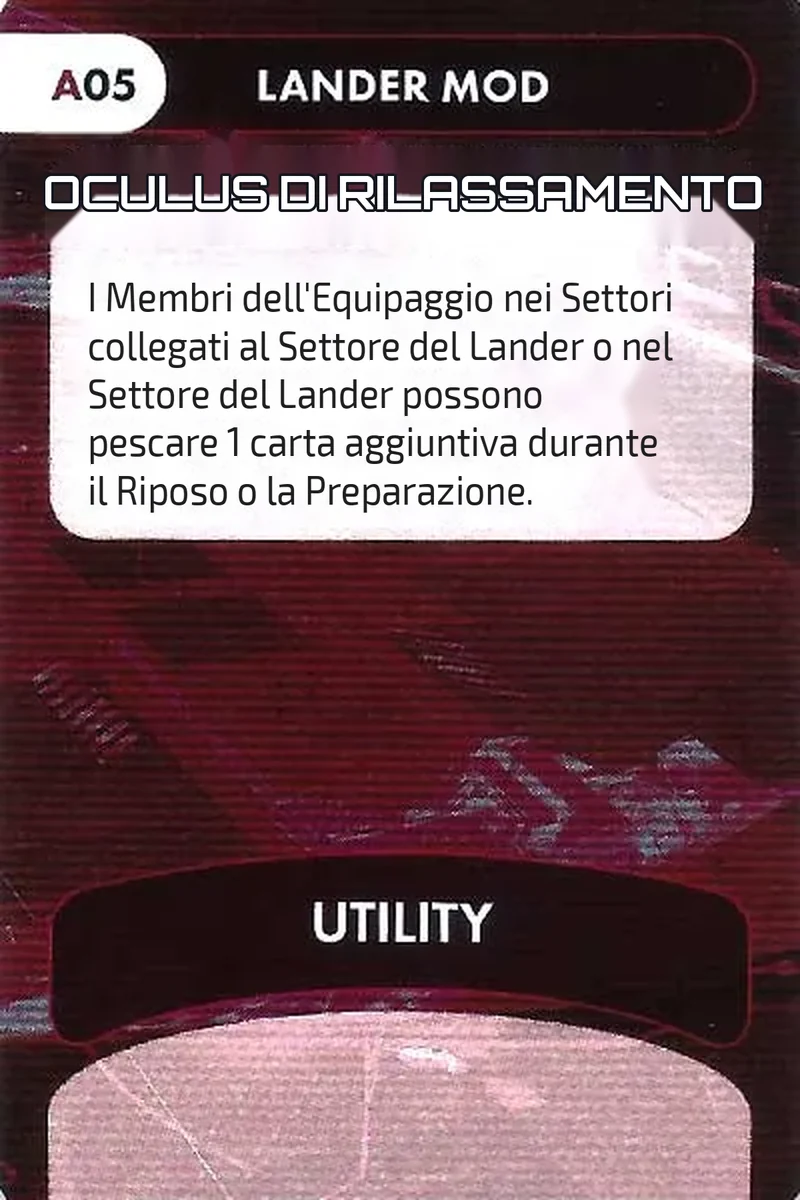 A05
LANDER MOD
OCULUS DI RILASSAMENTO
I Membri dell'Equipaggio nei Settori
collegati al Settore del Lander o nel
Settore del Lander possono
pescare 1 carta aggiuntiva durante
il Riposo o la Preparazione.
UTILITY